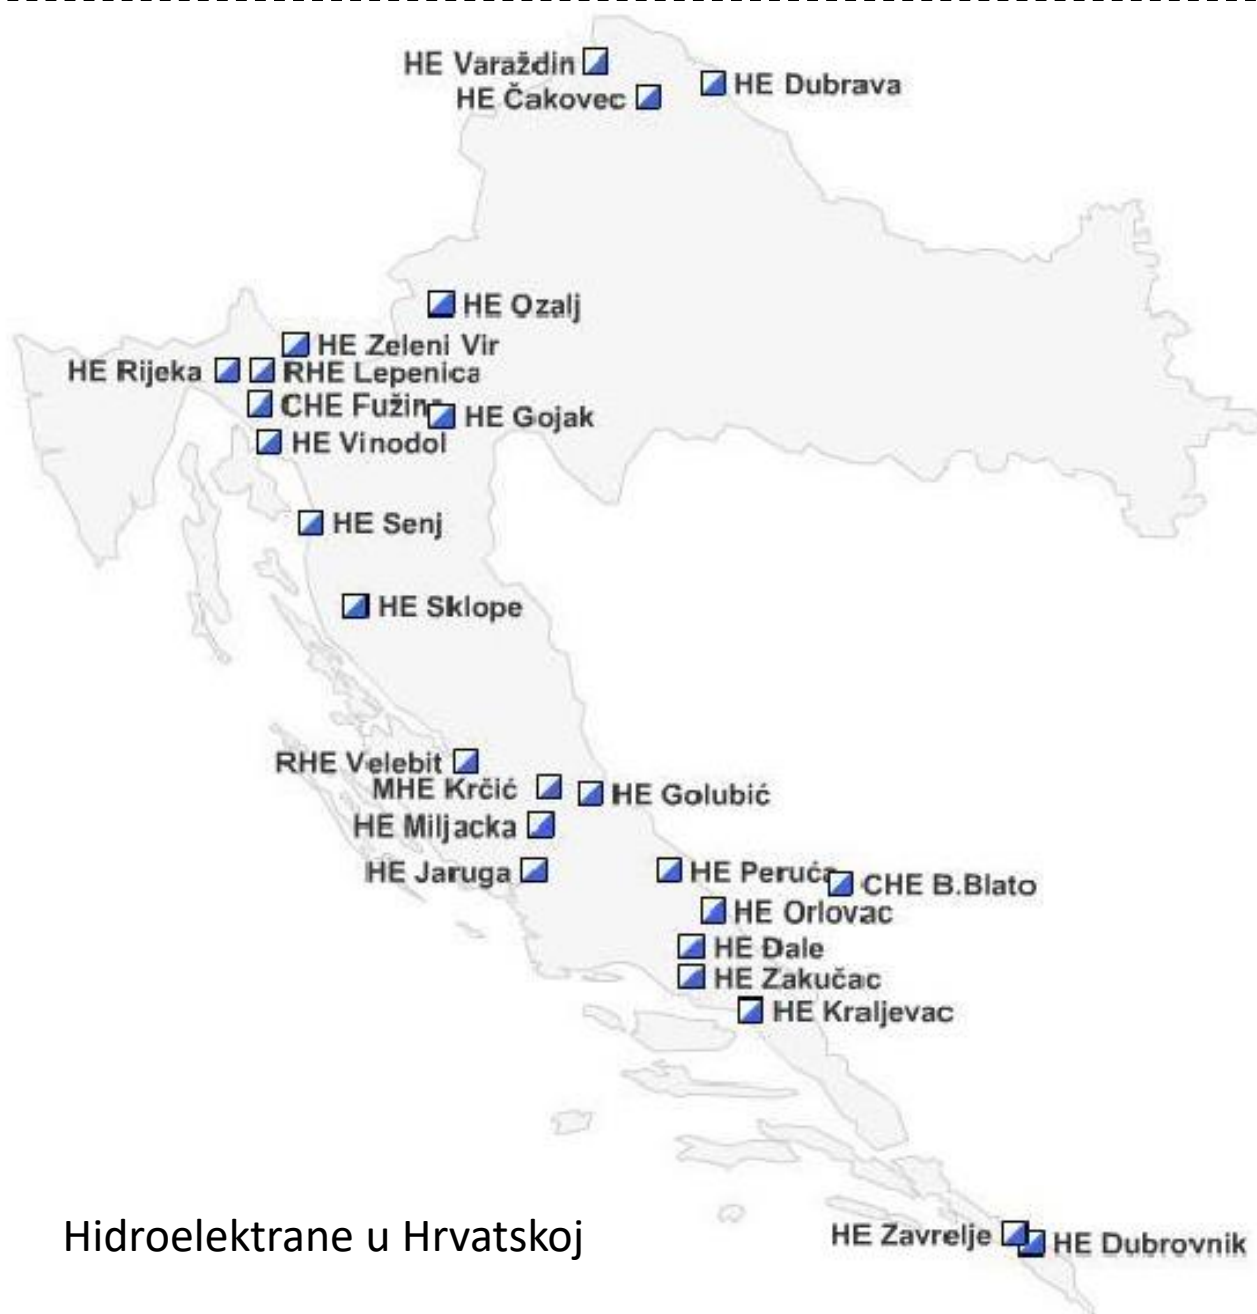 HE Varaždin
HE Dubrava
HE Čakovec
HE Ozalj
HE Zeleni Vir
HE Rijeka
RHE Lepenica
CHE Fužine
HE Gojak
HE Vinodol
HE Senj
HE Sklope
RHE Velebit
MHE Krčić
HE Golubić
HE Miljacka
HE Jaruga
HE Peruća
CHE B.Blato
HE Orlovac
HE Đale
HE Zakučac
HE Kraljevac
Hidroelektrane u Hrvatskoj
HE Zavrelje
HE Dubrovnik